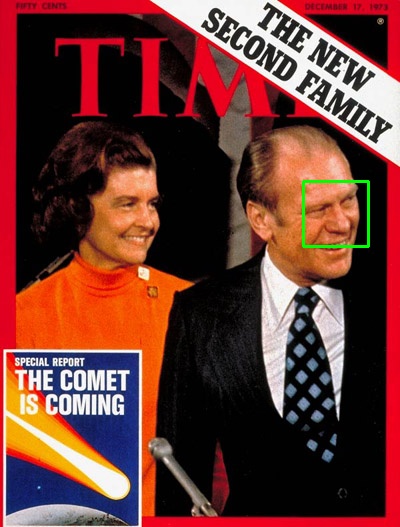 FIFTY CENTS
DECEMBER 17, 1973
THE NEW
SECOND FAMILY
®
TIME
SPECIAL REPORT
THE COMET
IS COMING